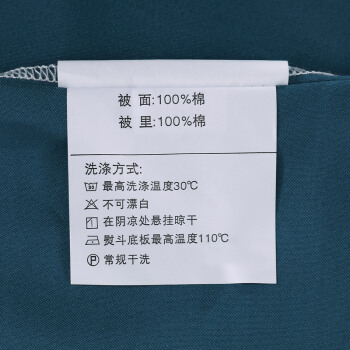 被 面:100%棉
被 里:100%棉
洗涤方式:
最高洗涤温度30℃
不可漂白
在阴凉处悬挂晾干
熨斗底板最高温度110℃
Ⓟ 常规干洗